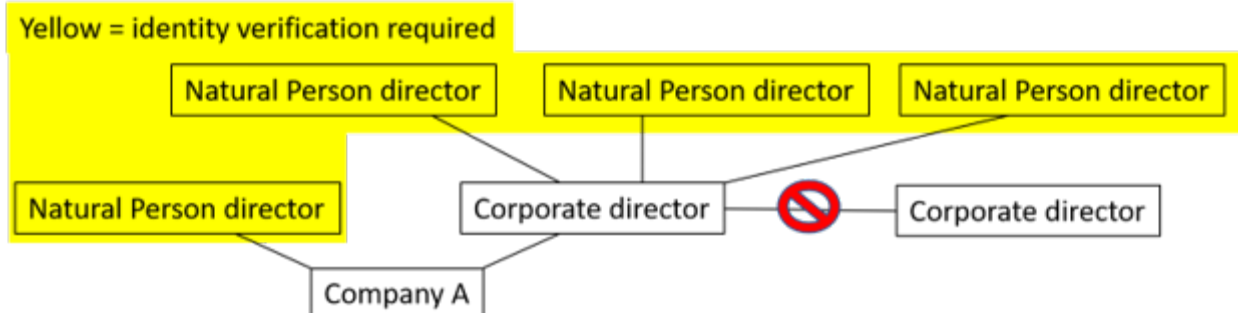 Yellow = identity verification required
Natural Person director
Natural Person director
Natural Person director
Natural Person director
Corporate director
Corporate director
Company A